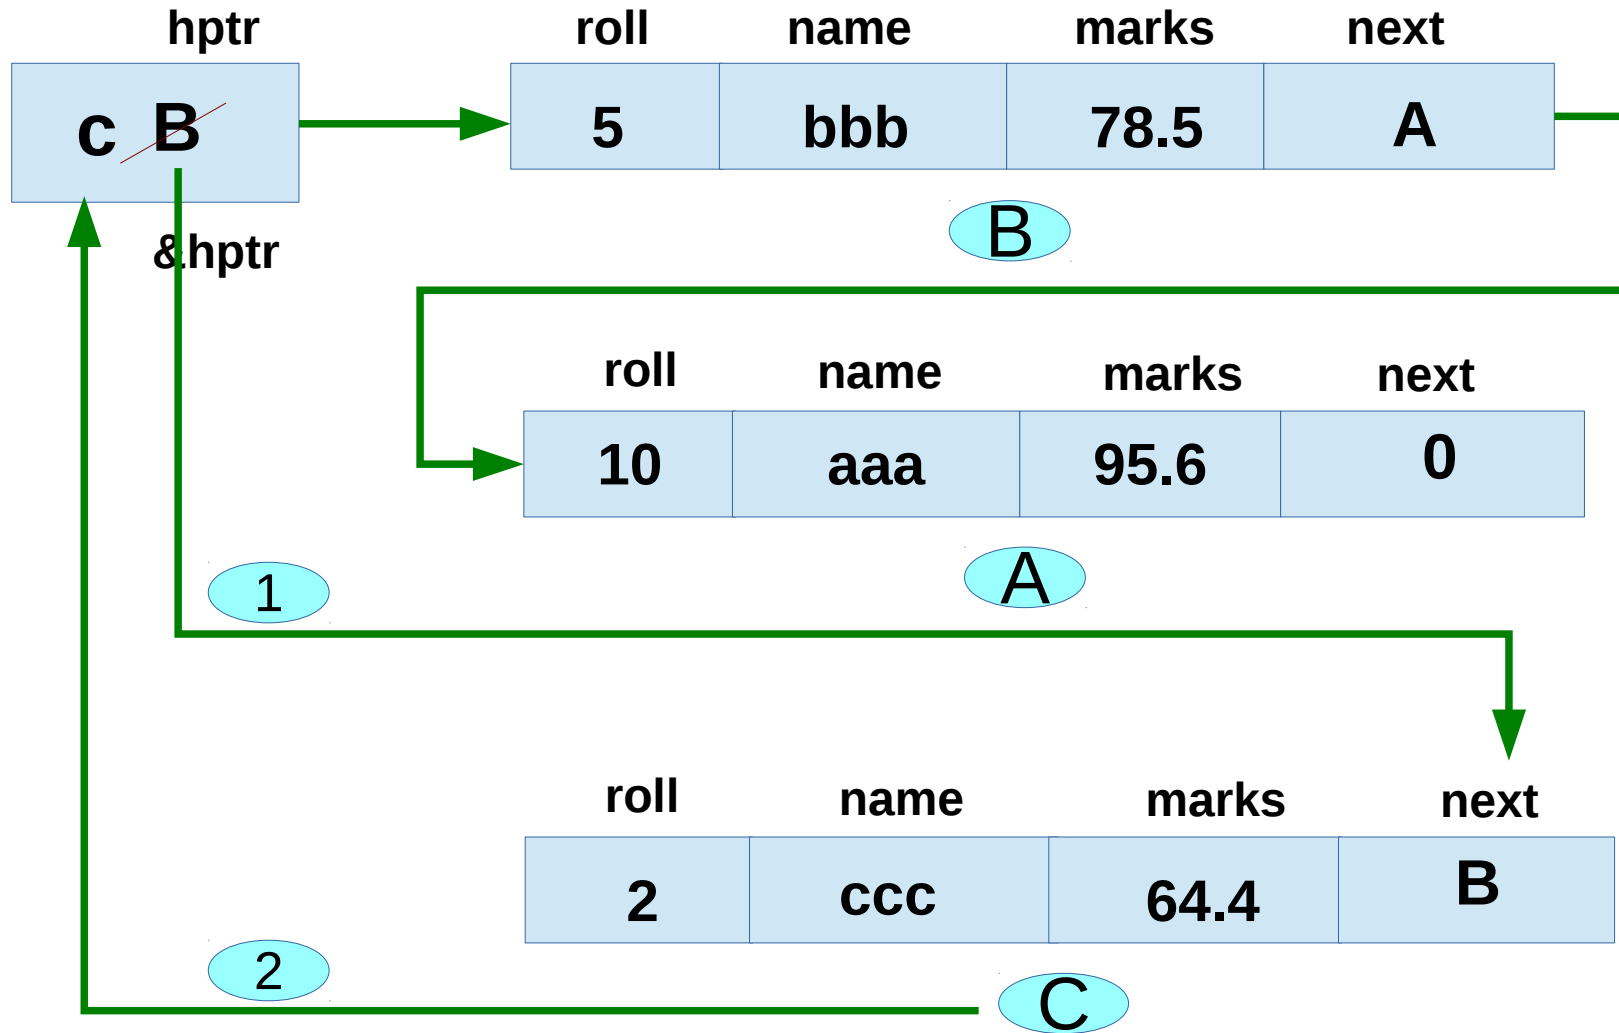 hptr
roll name marks next
c B
5 bbb 78.5 A
B
&hptr
roll name marks next
10 aaa 95.6 0
A
1
roll name marks next
2 ccc 64.4 B
2
C